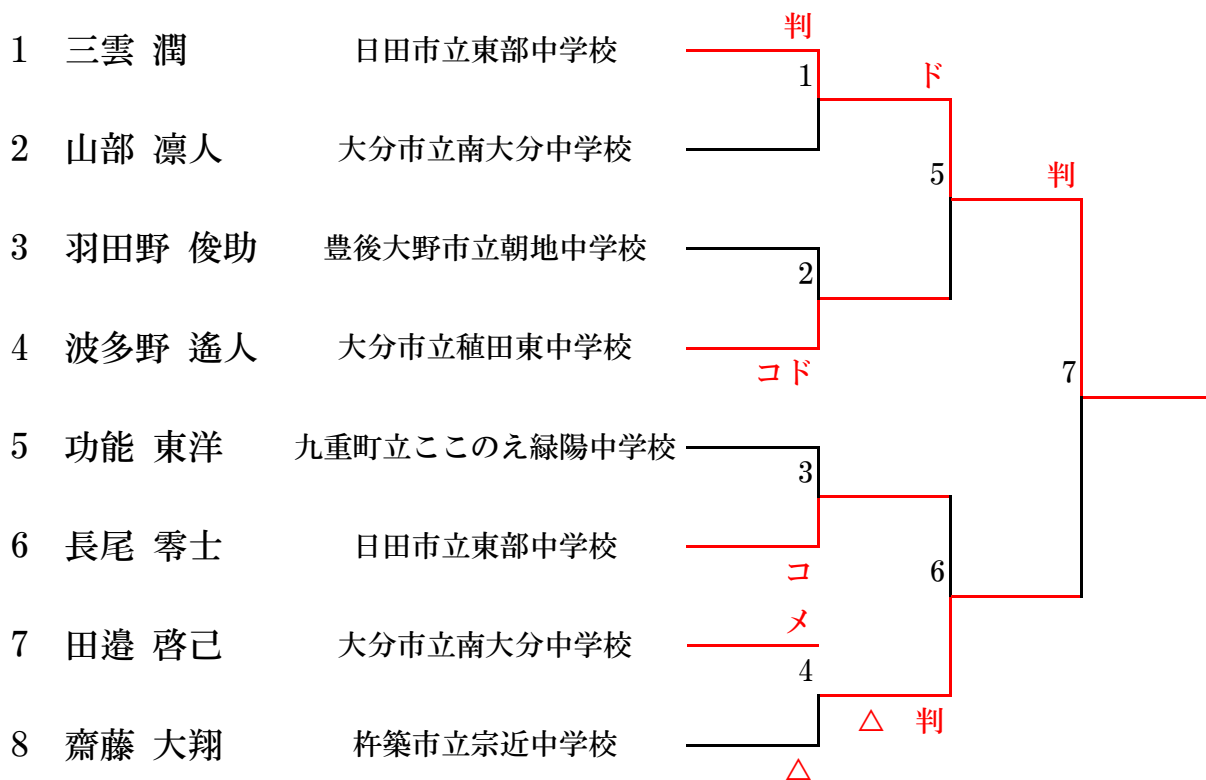 判
1 三雲 潤 日田市立東部中学校
1
ド
2 山部 凛人 大分市立南大分中学校
5
判
3 羽田野 俊助 豊後大野市立朝地中学校
2
4 波多野 遙人 大分市立稙田東中学校
コド
7
5 功能 東洋 九重町立ここのえ緑陽中学校
3
6 長尾 零士 日田市立東部中学校
コ
6
メ
7 田邉 啓己 大分市立南大分中学校
4
△ 判
8 齋藤 大翔 杵築市立宗近中学校
△